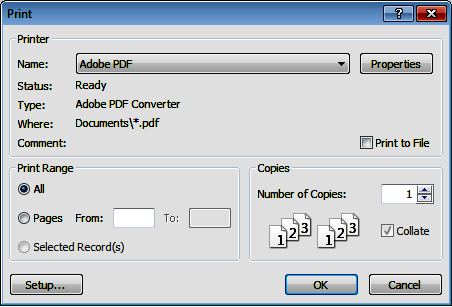 Print
Printer
Name: Adobe PDF Properties
Status: Ready
Type: Adobe PDF Converter
Where: Documents\*.pdf
Comment: Print to File
Print Range Copies
All Number of Copies: 1
Pages From: To:
1 2 3 1 2 3 Collate
Selected Record(s)
Setup... OK Cancel